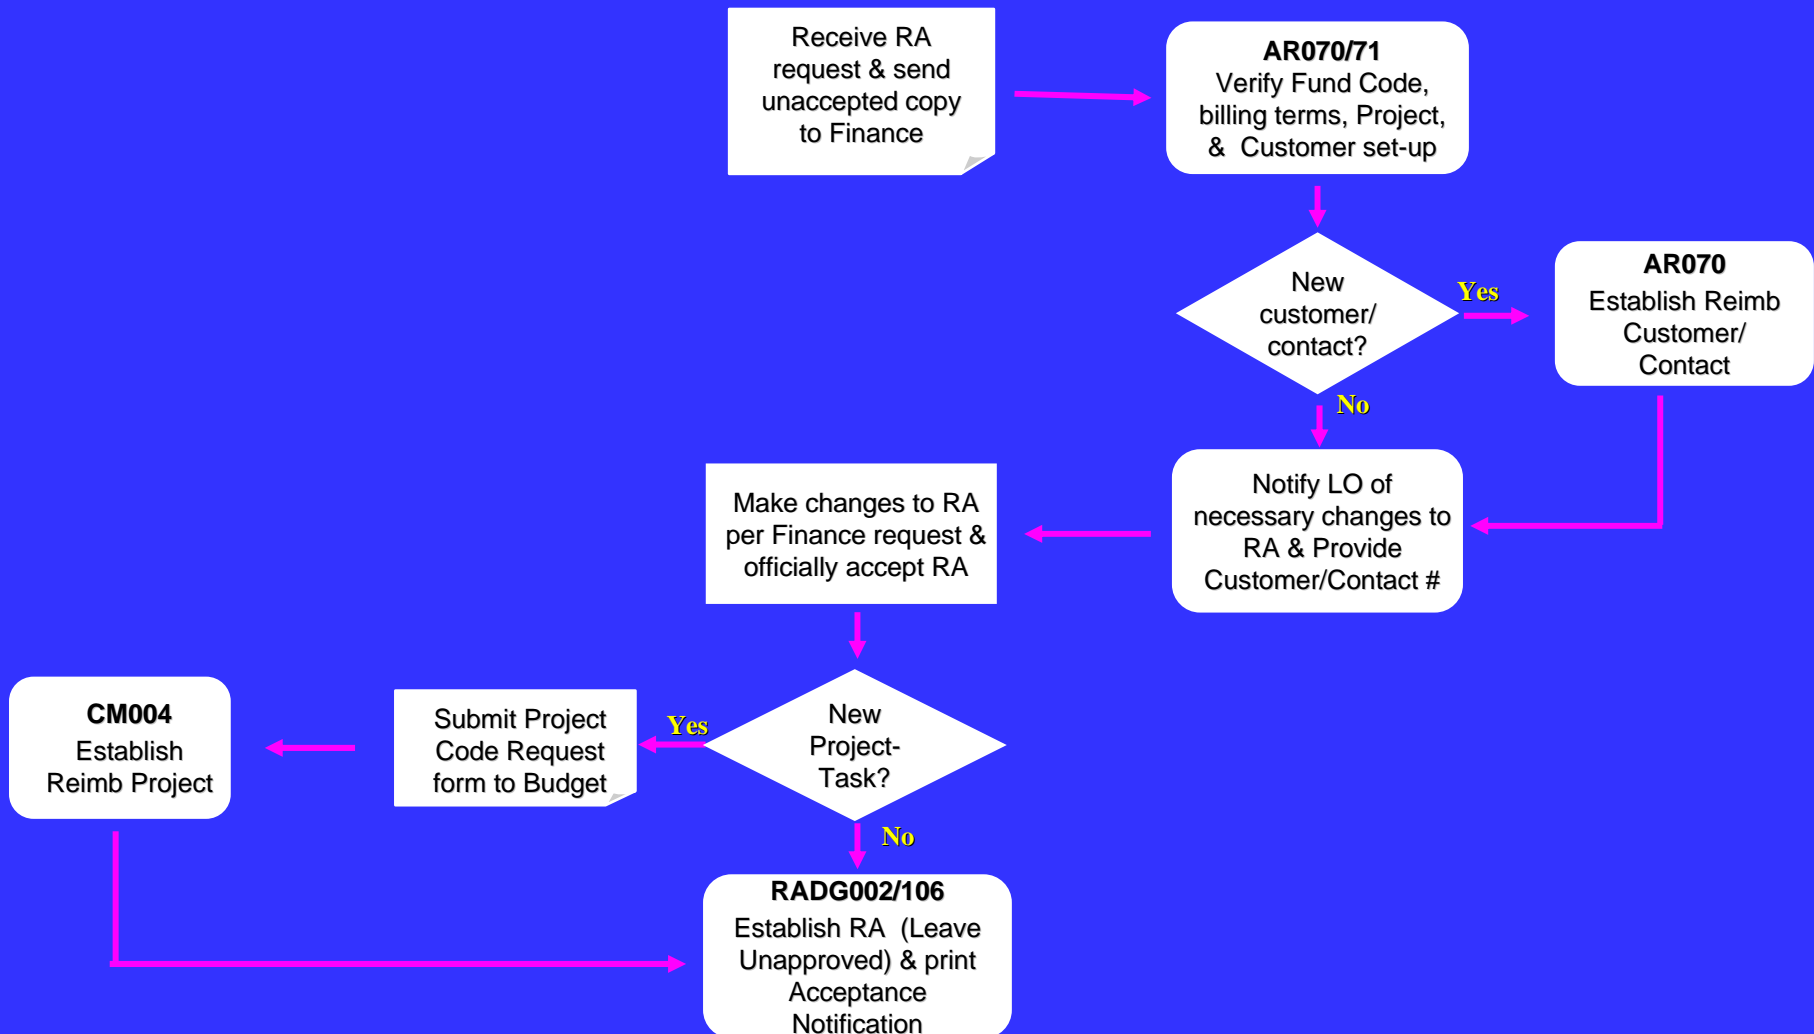 Receive RA
request & send
unaccepted copy
to Finance
AR070/71
Verify Fund Code,
billing terms, Project,
& Customer set-up
New
customer/
contact?
Yes
AR070
Establish Reimb
Customer/
Contact
No
Notify LO of
necessary changes to
RA & Provide
Customer/Contact #
Make changes to RA
per Finance request &
officially accept RA
New
Project-
Task?
Yes
Submit Project
Code Request
form to Budget
CM004
Establish
Reimb Project
No
RADG002/106
Establish RA (Leave
Unapproved) & print
Acceptance
Notification